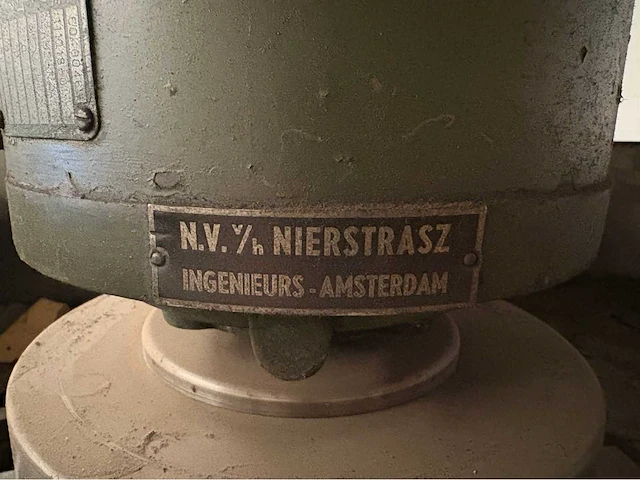 N.V. v/h NIERSTRASZ
INGENIEURS-AMSTERDAM